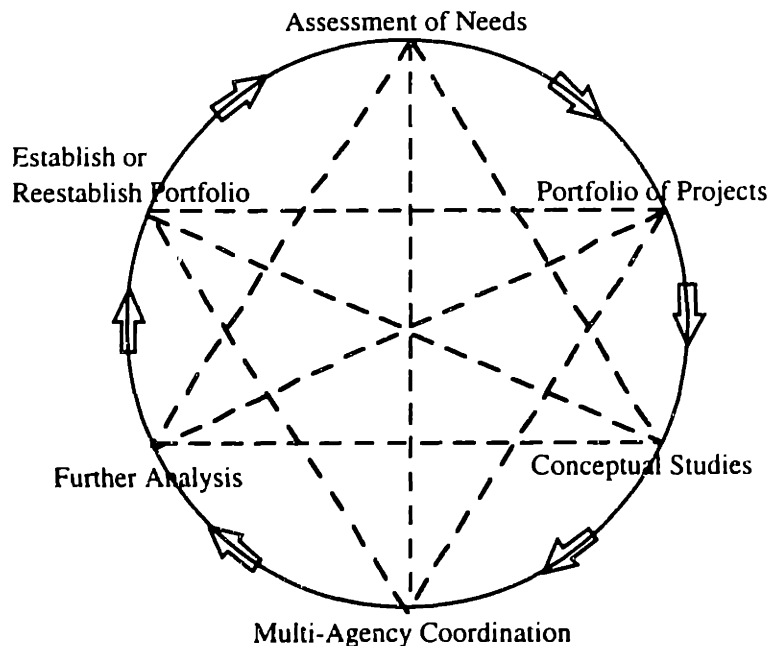 Assessment of Needs
Establish or
Reestablish Portfolio
Portfolio of Projects
Further Analysis
Conceptual Studies
Multi-Agency Coordination